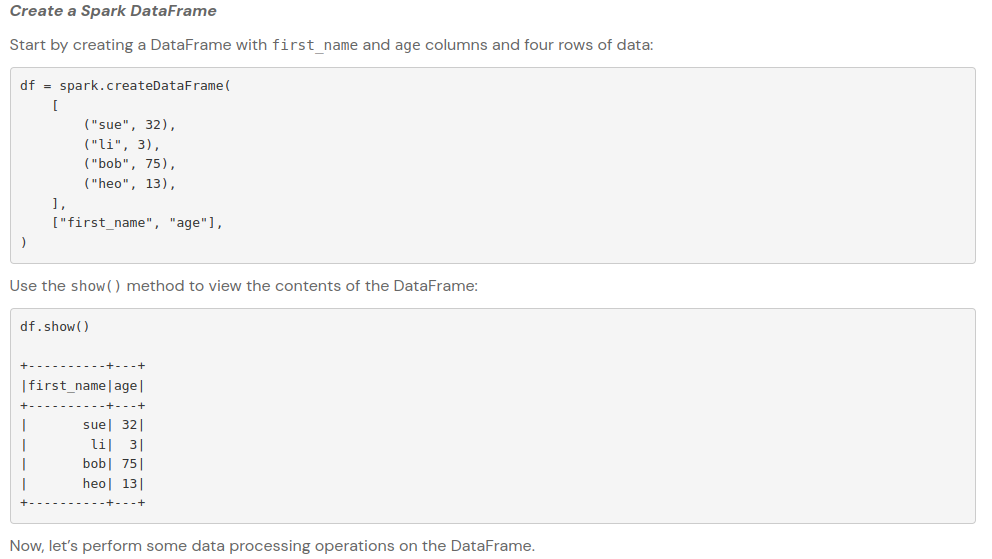 Create a Spark DataFrame
Start by creating a DataFrame with first_name and age columns and four rows of data:
df = spark.createDataFrame(
    [
        ("sue", 32),
        ("li", 3),
        ("bob", 75),
        ("heo", 13),
    ],
    ["first_name", "age"],
)
Use the show() method to view the contents of the DataFrame:
df.show()
+----------+---+
|first_name|age|
+----------+---+
|       sue| 32|
|        li|  3|
|       bob| 75|
|       heo| 13|
+----------+---+
Now, let’s perform some data processing operations on the DataFrame.